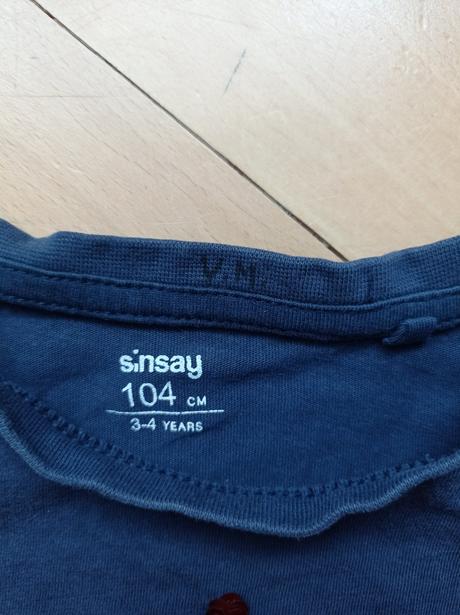 V.M.
sinsay
104 CM
3-4 YEARS